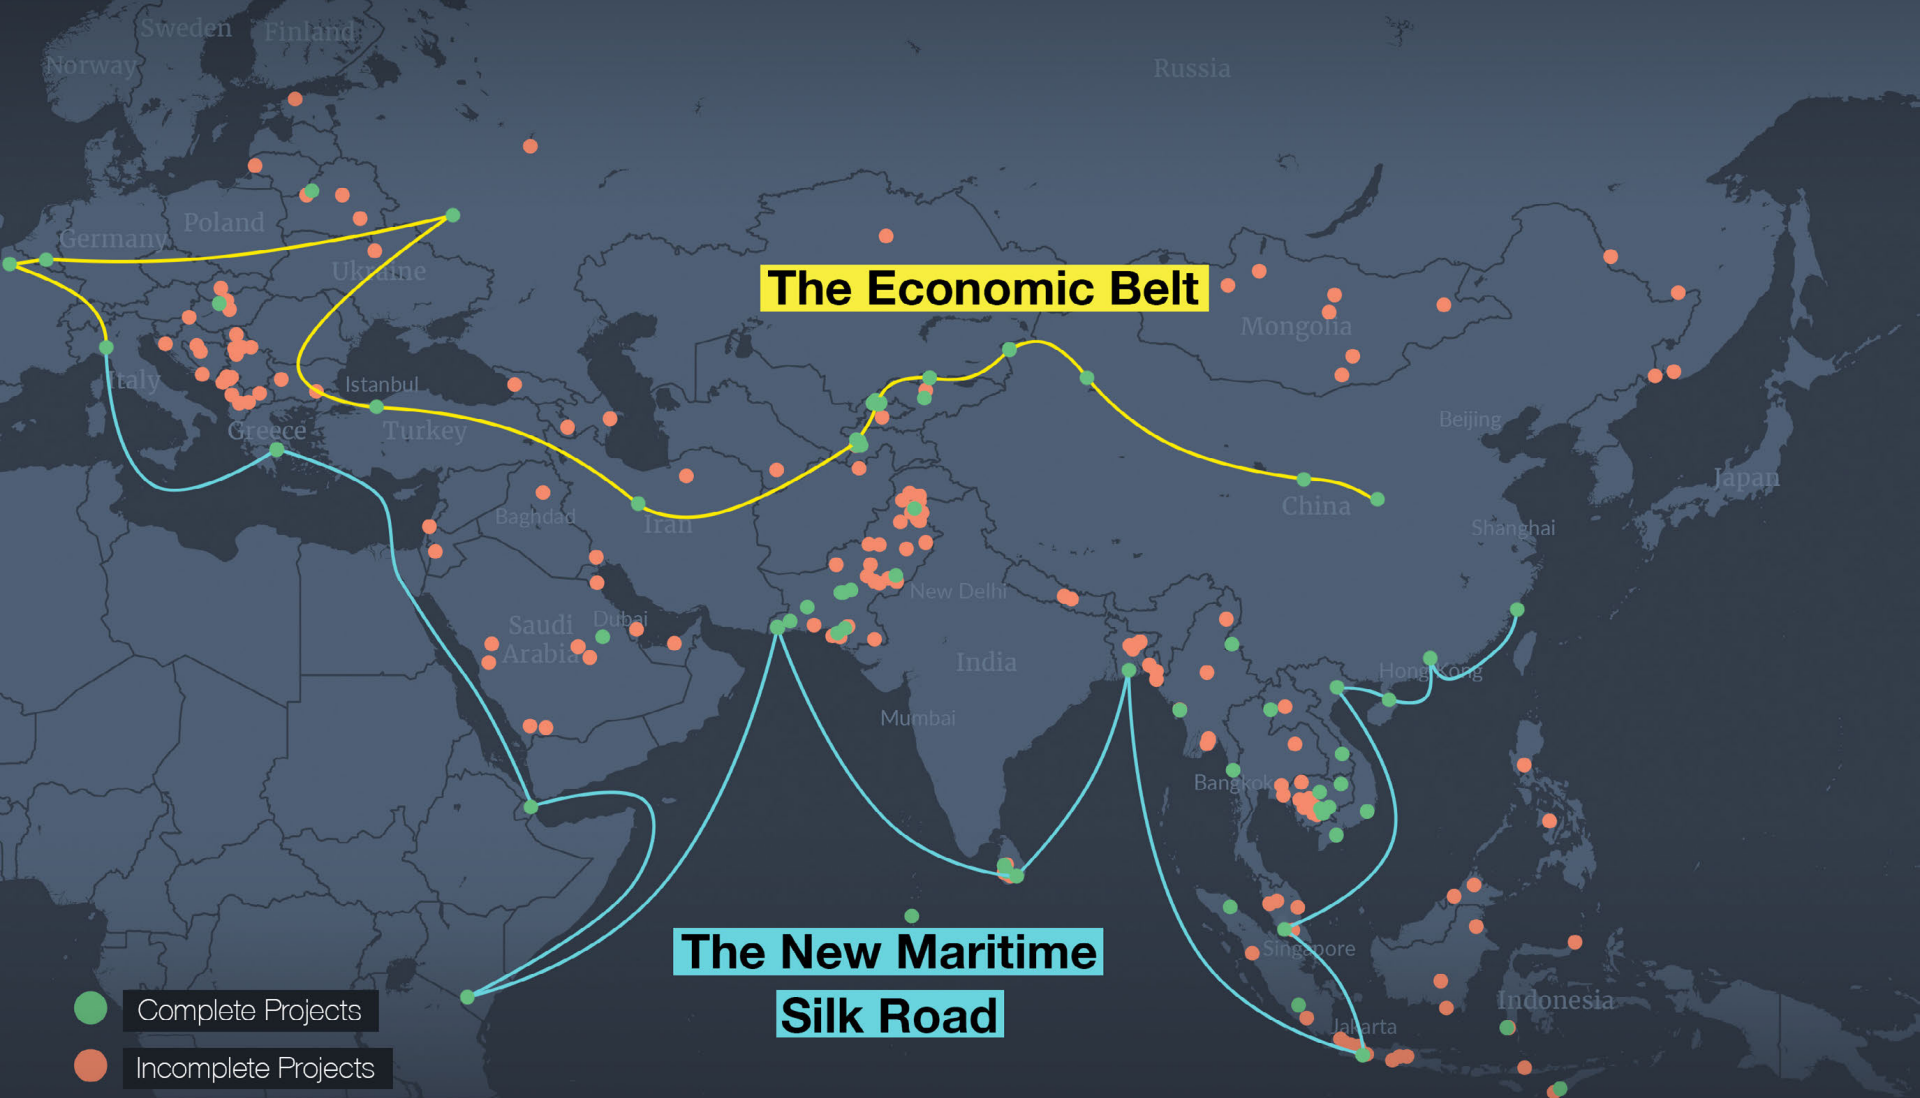 Sweden
Finland
Norway
Russia
Poland
Germany
Ukraine
The Economic Belt
Mongolia
Italy
Istanbul
Beijing
Greece
Turkey
Japan
China
Baghdad
Iran
Shanghai
New Delhi
Dubai
Saudi
Arabia
India
Hong Kong
Mumbai
Bangkok
The New Maritime
Silk Road
Singapore
Indonesia
Jakarta
Complete Projects
Incomplete Projects